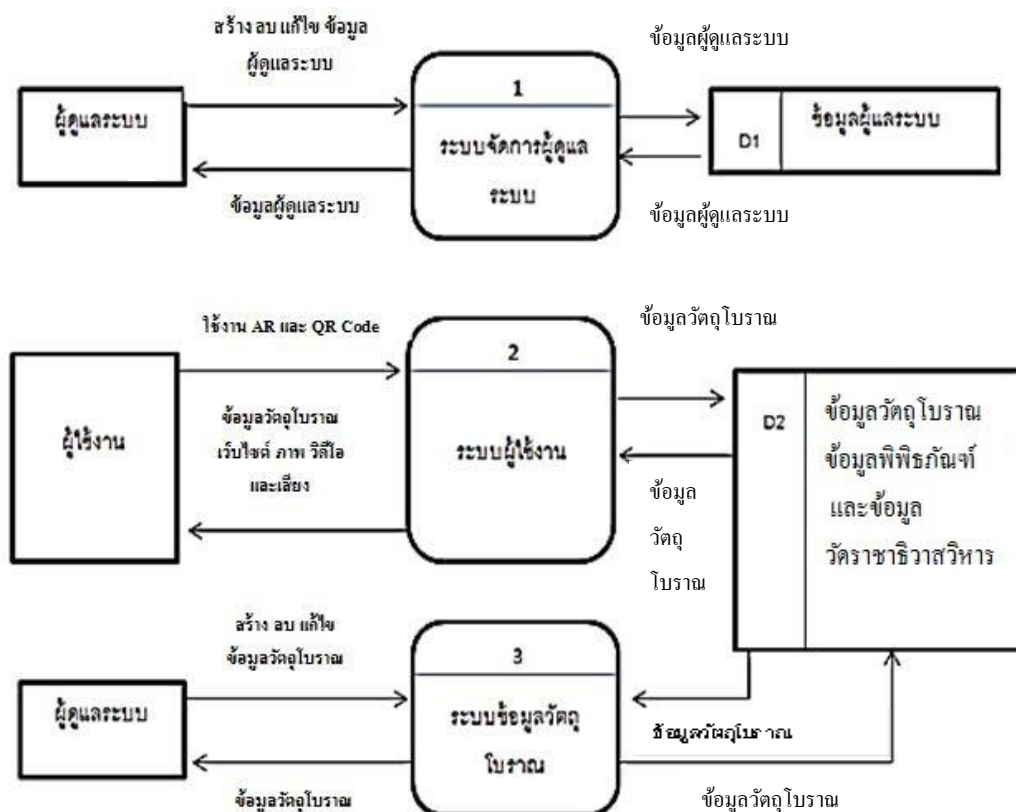 สร้าง ลบ แก้ไข ข้อมูล
ผู้ดูแลระบบ
ข้อมูลผู้ดูแลระบบ
ผู้ดูแลระบบ
1
ระบบจัดการผู้ดูแล
ระบบ
D1
ข้อมูลผู้แลระบบ
ข้อมูลผู้ดูแลระบบ
ข้อมูลผู้ดูแลระบบ
ใช้งาน AR และ QR Code
ข้อมูลวัตถุโบราณ
2
ผู้ใช้งาน
ข้อมูลวัตถุโบราณ
เว็บไซต์ ภาพ วิดีโอ
และเสียง
ระบบผู้ใช้งาน
ข้อมูล
วัตถุ
โบราณ
D2
ข้อมูลวัตถุโบราณ
ข้อมูลพิพิธภัณฑ์
และข้อมูล
วัดราชาธิวาสวิหาร
สร้าง ลบ แก้ไข
ข้อมูลวัตถุโบราณ
3
ผู้ดูแลระบบ
ระบบข้อมูลวัตถุ
โบราณ
ข้อมูลวัตถุโบราณ
ข้อมูลวัตถุโบราณ
ข้อมูลวัตถุโบราณ